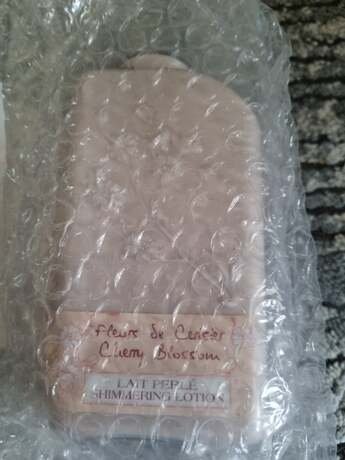 Fleurs de Cerisier
Cherry Blossom
LAIT PERLÉ
SHIMMERING LOTION